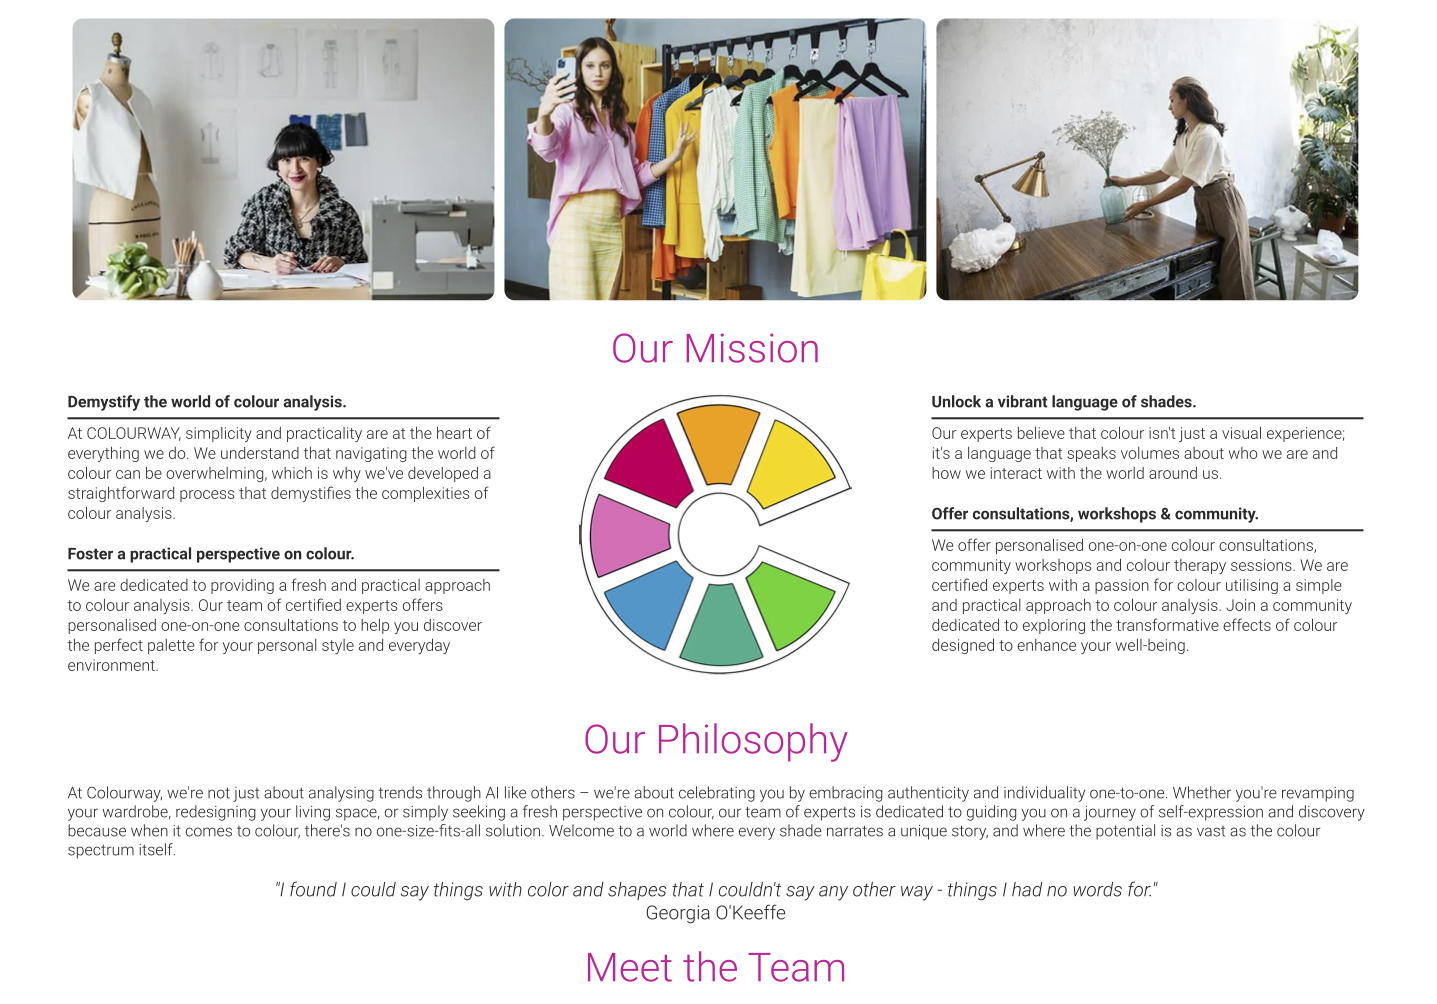 Our Mission
Demystify the world of colour analysis.
At COLOURWAY, simplicity and practicality are at the heart of
everything we do. We understand that navigating the world of
colour can be overwhelming, which is why we've developed a
straightforward process that demystifies the complexities of
colour analysis.
Foster a practical perspective on colour.
We are dedicated to providing a fresh and practical approach
to colour analysis. Our team of certified experts offers
personalised one-on-one consultations to help you discover
the perfect palette for your personal style and everyday
environment.
Unlock a vibrant language of shades.
Our experts believe that colour isn't just a visual experience;
it's a language that speaks volumes about who we are and
how we interact with the world around us.
Offer consultations, workshops & community.
We offer personalised one-on-one colour consultations,
community workshops and colour therapy sessions. We are
certified experts with a passion for colour utilising a simple
and practical approach to colour analysis. Join a community
dedicated to exploring the transformative effects of colour
designed to enhance your well-being.
Our Philosophy
At Colourway, we're not just about analysing trends through AI like others – we're about celebrating you by embracing authenticity and individuality one-to-one. Whether you're revamping
your wardrobe, redesigning your living space, or simply seeking a fresh perspective on colour, our team of experts is dedicated to guiding you on a journey of self-expression and discovery
because when it comes to colour, there's no one-size-fits-all solution. Welcome to a world where every shade narrates a unique story, and where the potential is as vast as the colour
spectrum itself.
"I found I could say things with color and shapes that I couldn't say any other way - things I had no words for."
Georgia O'Keeffe
Meet the Team